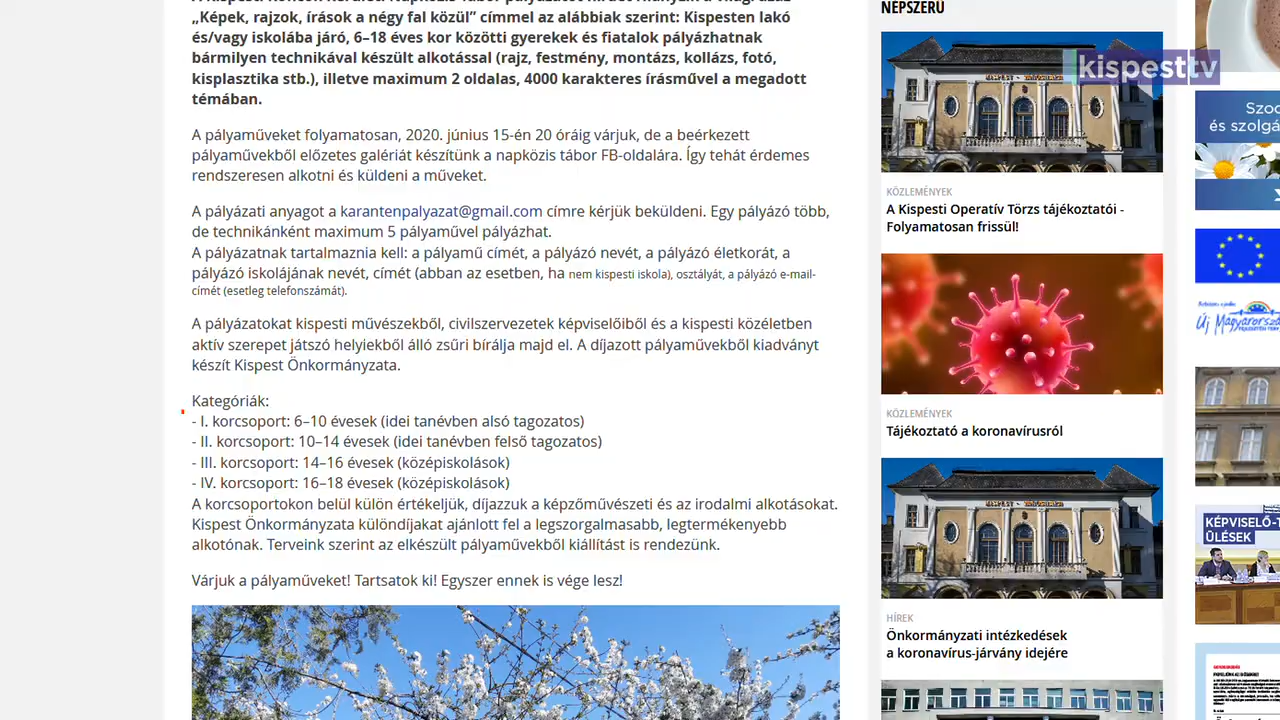 „Képek, rajzok, írások a négy fal közül” címmel az alábbiak szerint: Kispesten lakó
és/vagy iskolába járó, 6–18 éves kor közötti gyerekek és fiatalok pályázhatnak
bármilyen technikával készült alkotással (rajz, festmény, montázs, kollázs, fotó,
kisplasztika stb.), illetve maximum 2 oldalas, 4000 karakteres írásművel a megadott
témában.
A pályaműveket folyamatosan, 2020. június 15-én 20 óráig várjuk, de a beérkezett
pályaművekből előzetes galériát készítünk a napközis tábor FB-oldalára. Így tehát érdemes
rendszeresen alkotni és küldeni a műveket.
A pályázati anyagot a karantenpalyazat@gmail.com címre kérjük beküldeni. Egy pályázó több,
de technikánként maximum 5 pályaművel pályázhat.
A pályázatnak tartalmaznia kell: a pályamű címét, a pályázó nevét, a pályázó életkorát, a
pályázó iskolájának nevét, címét (abban az esetben, ha nem kispesti iskola), osztályát, a pályázó e-mail-
címét (esetleg telefonszámát).
A pályázatokat kispesti művészekből, civilszervezetek képviselőiből és a kispesti közéletben
aktív szerepet játszó helyiekből álló zsűri bírálja majd el. A díjazott pályaművekből kiadványt
készít Kispest Önkormányzata.
Kategóriák:
- I. korcsoport: 6–10 évesek (idei tanévben alsó tagozatos)
- II. korcsoport: 10–14 évesek (idei tanévben felső tagozatos)
- III. korcsoport: 14–16 évesek (középiskolások)
- IV. korcsoport: 16–18 évesek (középiskolások)
A korcsoportokon belül külön értékeljük, díjazzuk a képzőművészeti és az irodalmi alkotásokat.
Kispest Önkormányzata különdíjakat ajánlott fel a legszorgalmasabb, legtermékenyebb
alkotónak. Terveink szerint az elkészült pályaművekből kiállítást is rendezünk.
Várjuk a pályaműveket! Tartsatok ki! Egyszer ennek is vége lesz!
NÉPSZERŰ
kispest tv
KÖZLEMÉNYEK
A Kispesti Operatív Törzs tájékoztatói -
Folyamatosan frissül!
KÖZLEMÉNYEK
Tájékoztató a koronavírusról
HÍREK
Önkormányzati intézkedések
a koronavírus-járvány idejére
Szoc
és szolgá
Új Magyarorszá
KÉPVISELŐ-T
ÜLÉSEK